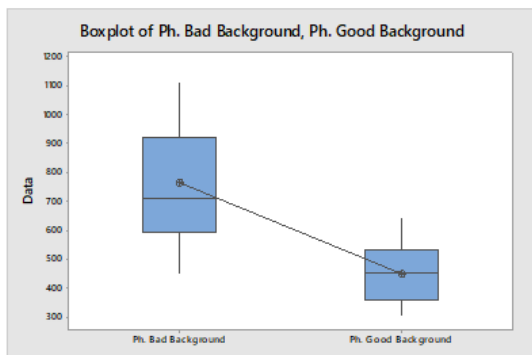 Boxplot of Ph. Bad Background, Ph. Good Background
1200
1100
1000
900
800
700
600
500
400
300
Data
Ph. Bad Background
Ph. Good Background